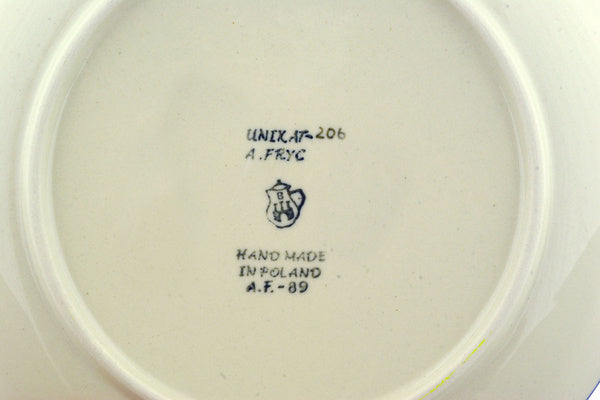 UNIKAT-206
A.FRYC
B
HAND MADE
IN POLAND
A.F.-89